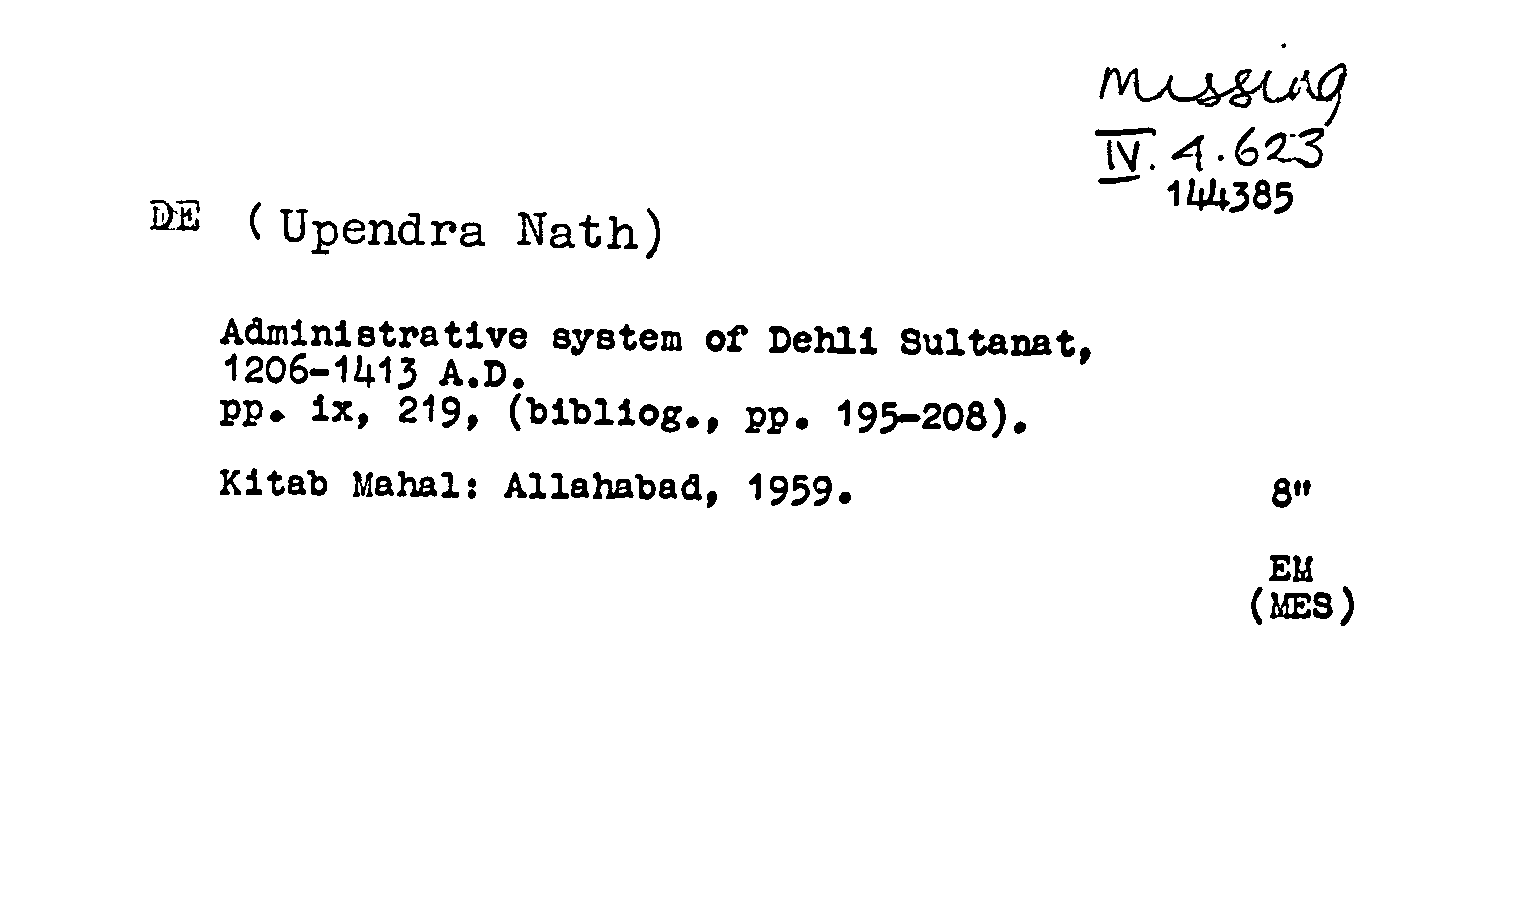 missing
IV. A.623
144385
DE (Upendra Nath)
Administrative system of Dehli Sultanat,
1206-1413 A.D.
pp. ix, 219, (bibliog., pp. 195-208).
Kitab Mahal: Allahabad, 1959.
8"
EM
(MES)